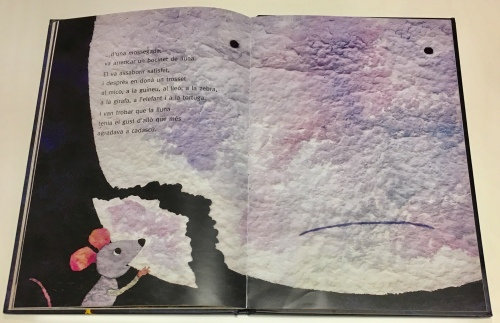 ...d'una mossegada,
va arrencar un bocinet de lluna.
El va assaborir satisfet,
i després en donà un trosset
al mico, a la guineu, al lleó, a la zebra,
a la girafa, a l'elefant i a la tortuga.
I van trobar que la lluna
tenia el gust d'allò que més
agradava a cadascú.